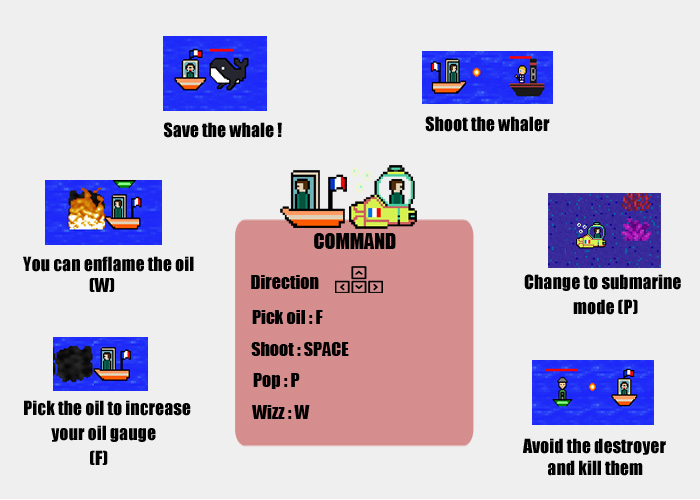 Save the whale !
Shoot the whaler
You can enflame the oil
(W)
Pick the oil to increase
your oil gauge
(F)
COMMAND
Direction
Pick oil : F
Shoot : SPACE
Pop : P
Wizz : W
Change to submarine
mode (P)
Avoid the destroyer
and kill them